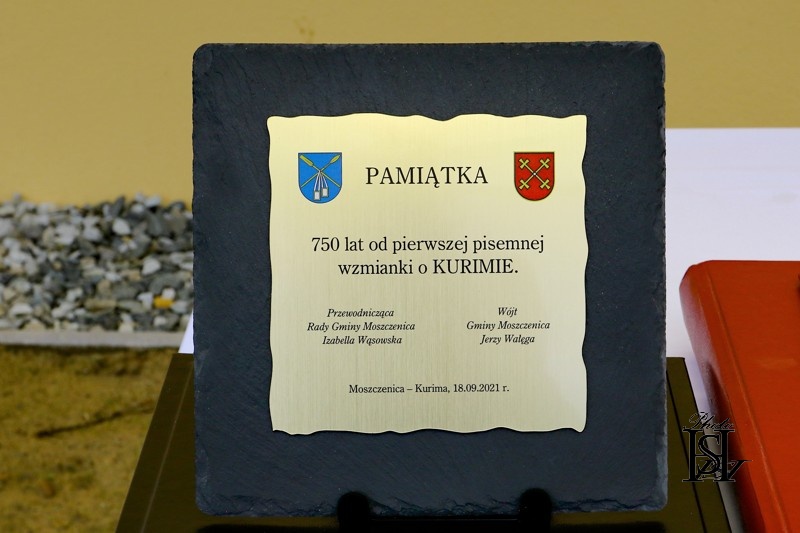 PAMIĄTKA
750 lat od pierwszej pisemnej
wzmianki o KURIMIE.
Przewodnicząca
Rady Gminy Moszczenica
Izabella Wąsowska
Wójt
Gminy Moszczenica
Jerzy Wałęga
Moszczenica – Kurima, 18.09.2021 r.
Photo